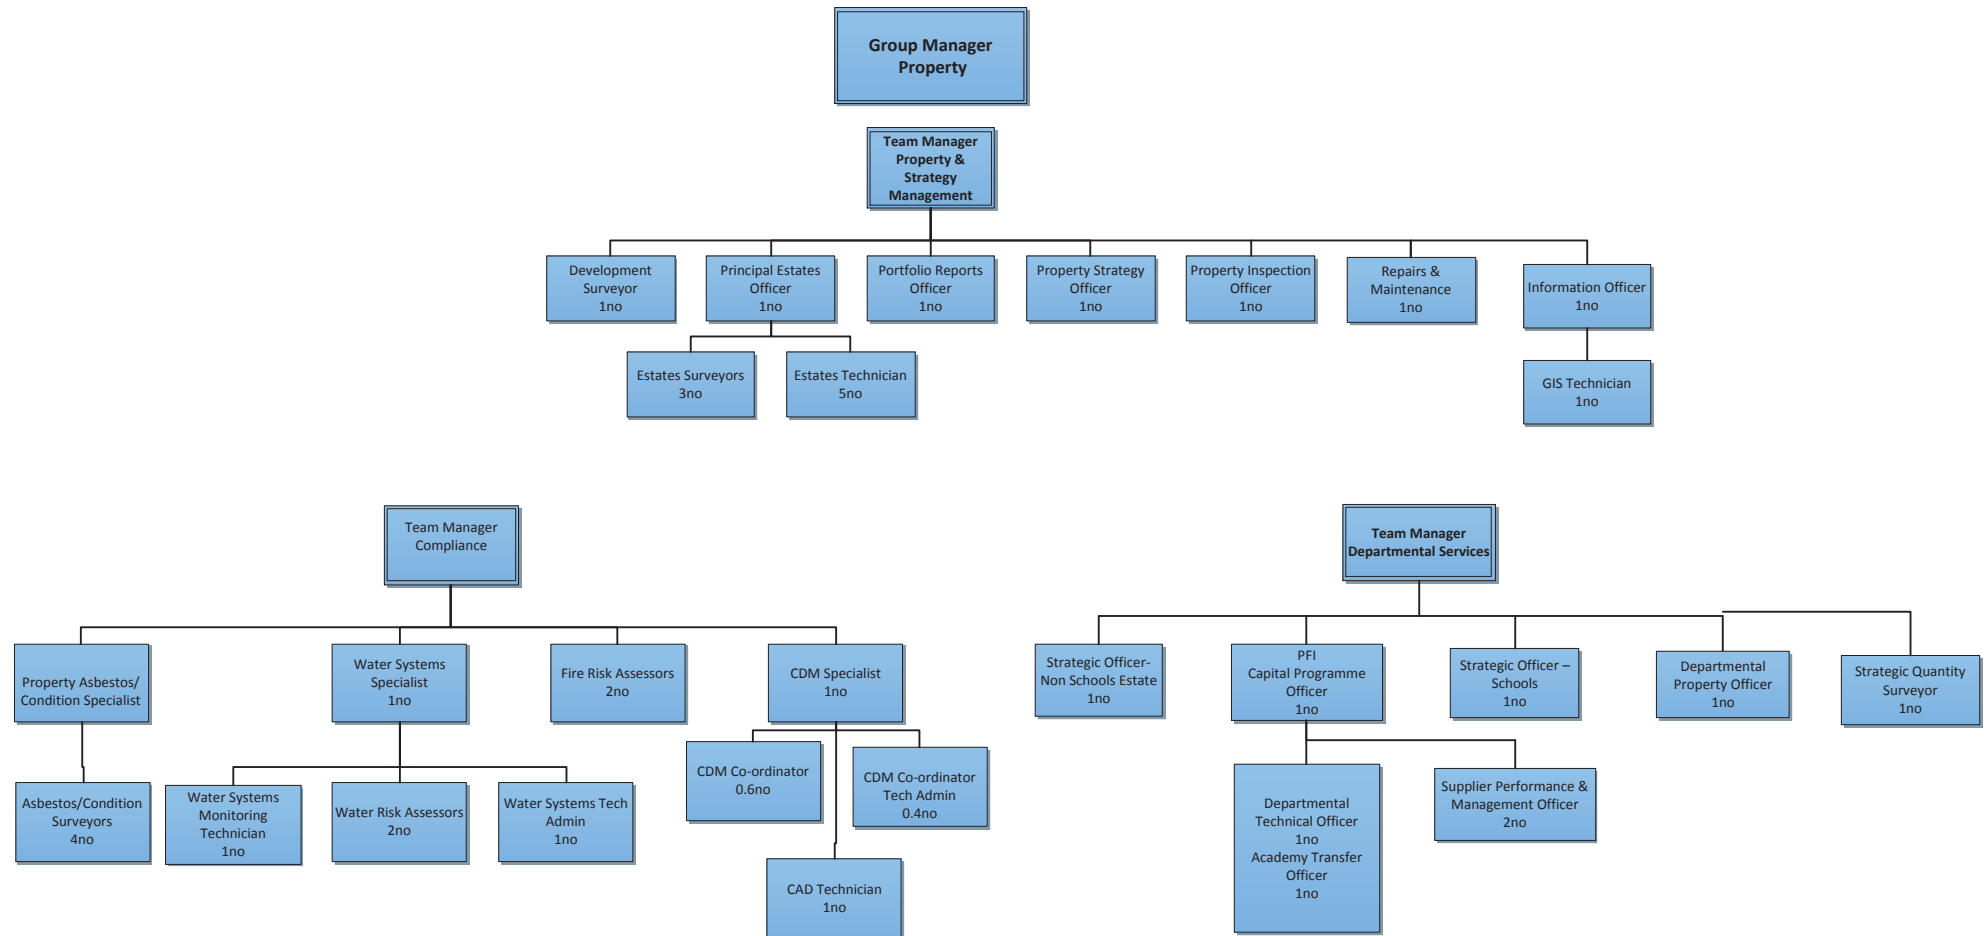 Group Manager
Property
Team Manager
Property &
Strategy
Management
Development
Surveyor
1no
Principal Estates
Officer
1no
Portfolio Reports
Officer
1no
Property Strategy
Officer
1no
Property Inspection
Officer
1no
Repairs &
Maintenance
1no
Information Officer
1no
Estates Surveyors
3no
Estates Technician
5no
GIS Technician
1no
Team Manager
Compliance
Property Asbestos/
Condition Specialist
Water Systems
Specialist
1no
Fire Risk Assessors
2no
CDM Specialist
1no
Asbestos/Condition
Surveyors
4no
Water Systems
Monitoring
Technician
1no
Water Risk Assessors
2no
Water Systems Tech
Admin
1no
CDM Co-ordinator
0.6no
CDM Co-ordinator
Tech Admin
0.4no
CAD Technician
1no
Team Manager
Departmental Services
Strategic Officer-
Non Schools Estate
1no
PFI
Capital Programme
Officer
1no
Strategic Officer –
Schools
1no
Departmental
Property Officer
1no
Strategic Quantity
Surveyor
1no
Departmental
Technical Officer
1no
Academy Transfer
Officer
1no
Supplier Performance &
Management Officer
2no